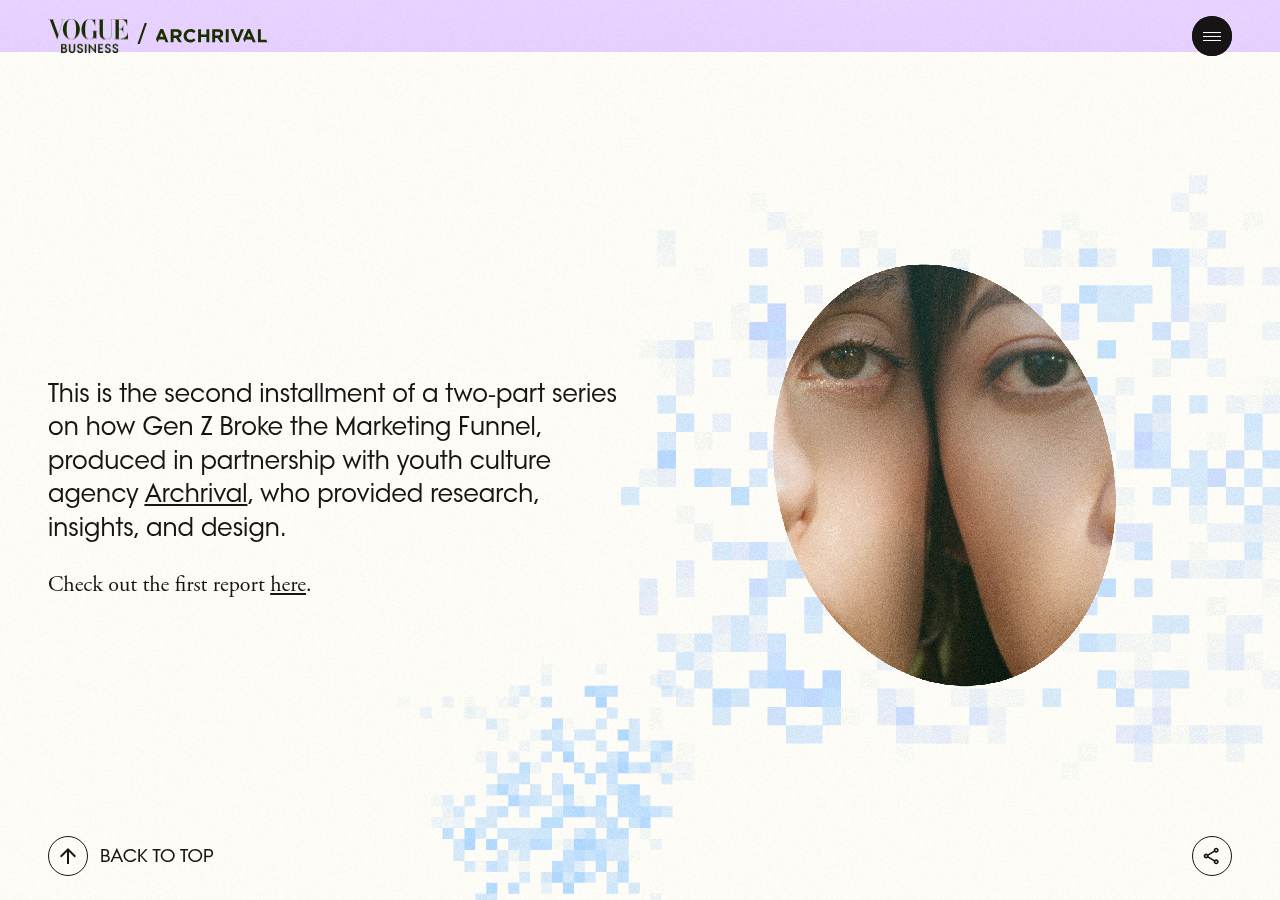 VOGUE
BUSINESS
/ ARCHRIVAL
This is the second installment of a two-part series
on how Gen Z Broke the Marketing Funnel,
produced in partnership with youth culture
agency Archrival, who provided research,
insights, and design.
Check out the first report here.
BACK TO TOP